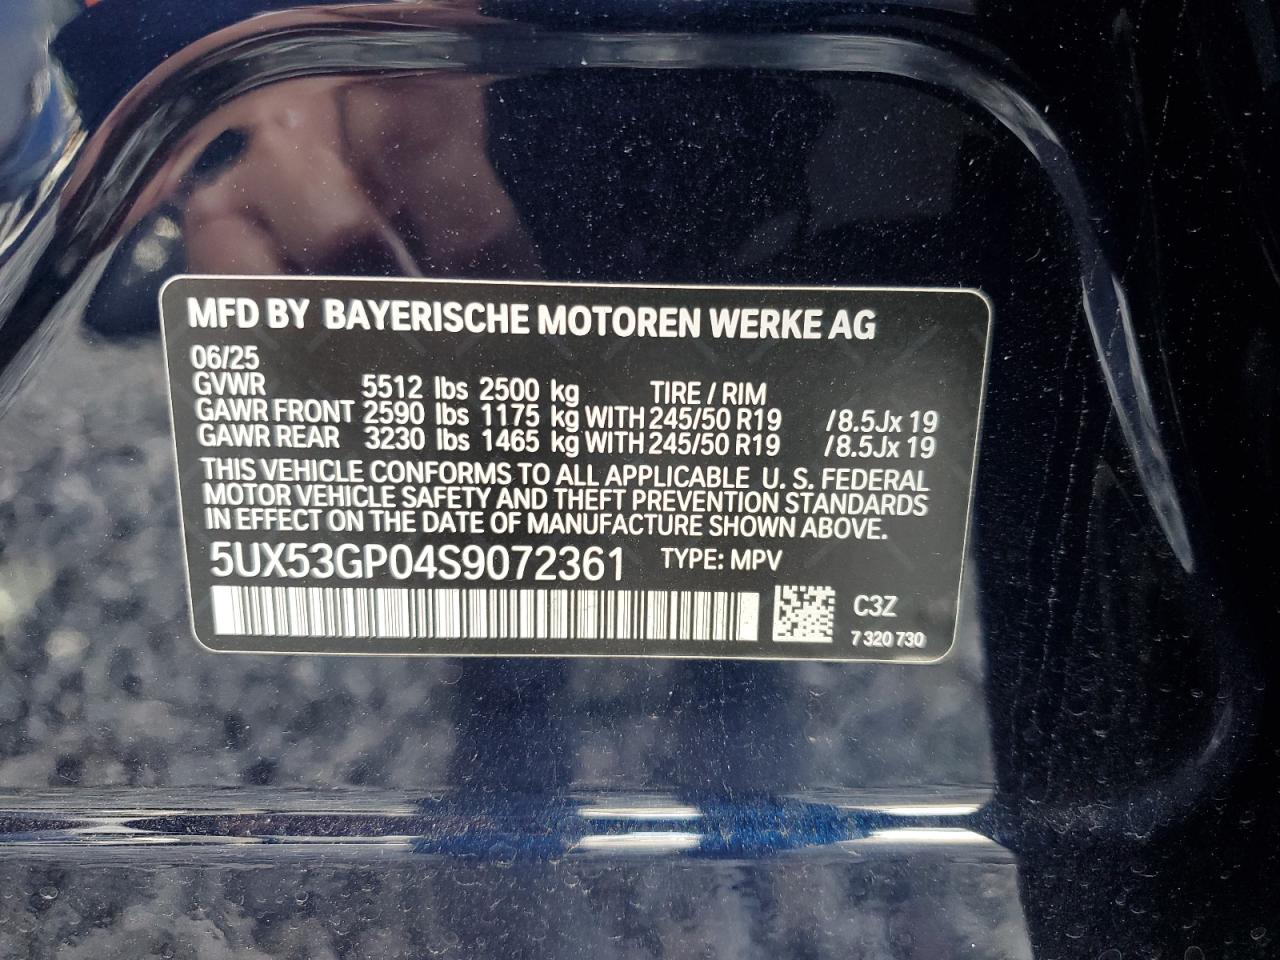 MFD BY BAYERISCHE MOTOREN WERKE AG
06/25
GVWR 5512 lbs 2500 kg TIRE / RIM
GAWR FRONT 2590 lbs 1175 kg WITH 245/50 R19 /8.5Jx 19
GAWR REAR 3230 lbs 1465 kg WITH 245/50 R19 /8.5Jx 19
THIS VEHICLE CONFORMS TO ALL APPLICABLE U. S. FEDERAL
MOTOR VEHICLE SAFETY AND THEFT PREVENTION STANDARDS
IN EFFECT ON THE DATE OF MANUFACTURE SHOWN ABOVE.
5UX53GP04S9072361 TYPE: MPV
C3Z
7 320 730